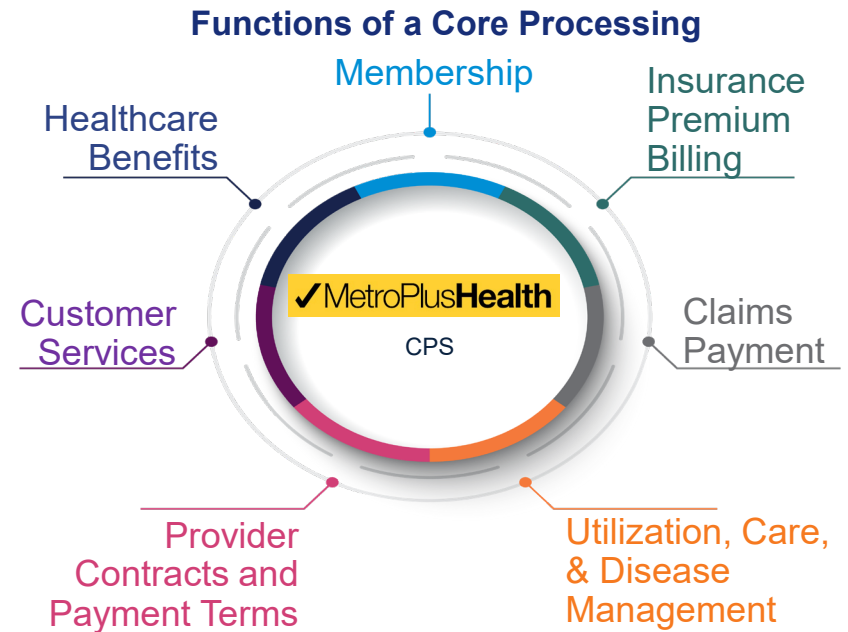 Functions of a Core Processing
Membership
Insurance
Premium
Billing
Healthcare
Benefits
✓MetroPlusHealth
CPS
Customer
Services
Claims
Payment
Provider
Contracts and
Payment Terms
Utilization, Care,
& Disease
Management